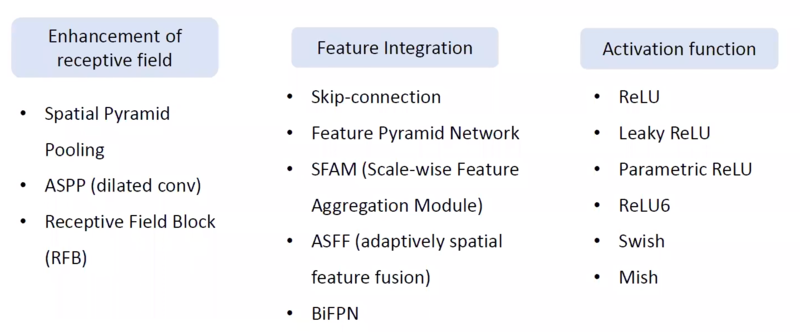 Enhancement of
receptive field
• Spatial Pyramid
Pooling
• ASPP (dilated conv)
• Receptive Field Block
(RFB)
Feature Integration
• Skip-connection
• Feature Pyramid Network
• SFAM (Scale-wise Feature
Aggregation Module)
• ASFF (adaptively spatial
feature fusion)
• BiFPN
Activation function
• ReLU
• Leaky ReLU
• Parametric ReLU
• ReLU6
• Swish
• Mish